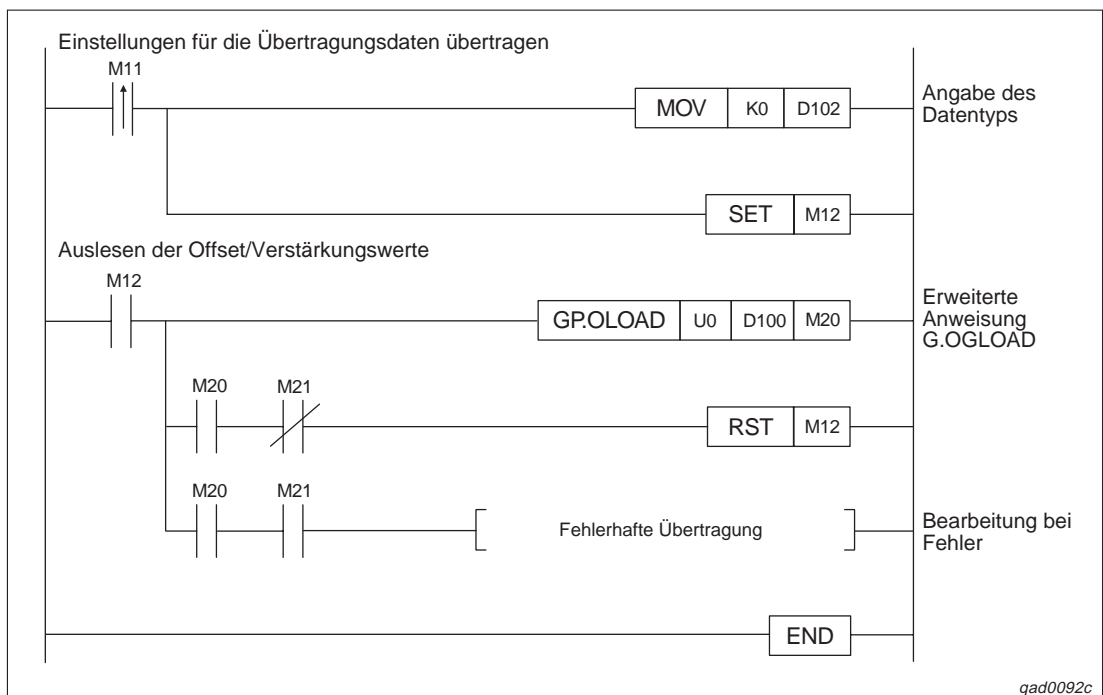 Einstellungen für die Übertragungsdaten übertragen
M11
MOV K0 D102
Angabe des
Datentyps
SET M12
Auslesen der Offset/Verstärkungswerte
M12
GP.OLOAD U0 D100 M20
Erweiterte
Anweisung
G.OGLOAD
M20 M21
RST M12
M20 M21
Fehlerhafte Übertragung
Bearbeitung bei
Fehler
END
qad0092c